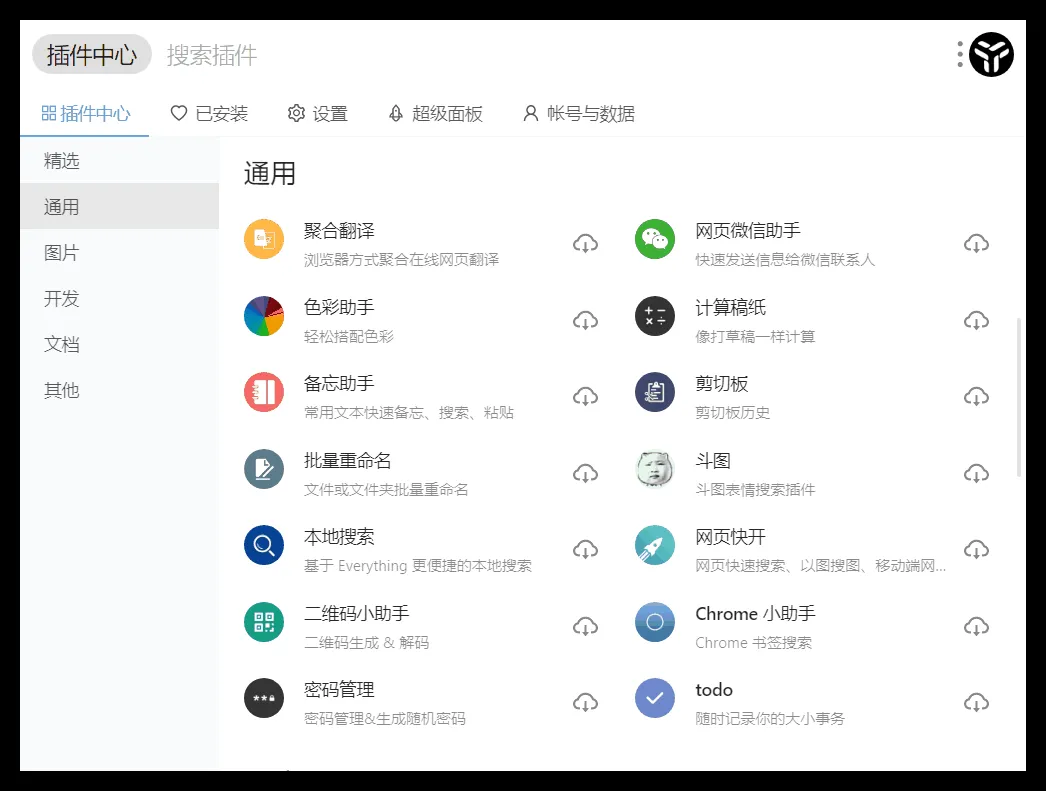 插件中心 搜索插件
插件中心 已安装 设置 超级面板 帐号与数据
精选
通用
图片
开发
文档
其他
通用
聚合翻译
浏览器方式聚合在线网页翻译
网页微信助手
快速发送信息给微信联系人
色彩助手
轻松搭配色彩
计算稿纸
像打草稿一样计算
备忘助手
常用文本快速备忘、搜索、粘贴
剪切板
剪切板历史
批量重命名
文件或文件夹批量重命名
斗图
斗图表情搜索插件
本地搜索
基于 Everything 更便捷的本地搜索
网页快开
网页快速搜索、以图搜图、移动端网...
二维码小助手
二维码生成 & 解码
Chrome 小助手
Chrome 书签搜索
密码管理
密码管理&生成随机密码
todo
随时记录你的大小事务